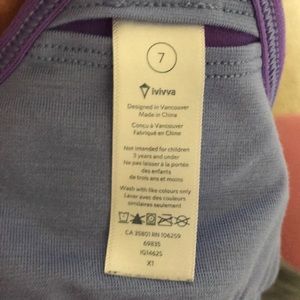 7
ivivva
Designed in Vancouver
Made in China
Conçu à Vancouver
Fabriqué en Chine
Not intended for children
3 years and under
Ne pas laisser à la portée
des enfants
de trois ans et moins
Wash with like colours only
Laver avec des couleurs
similaires seulement
CA 35801 RN 106259
69835
IG1462S
X1